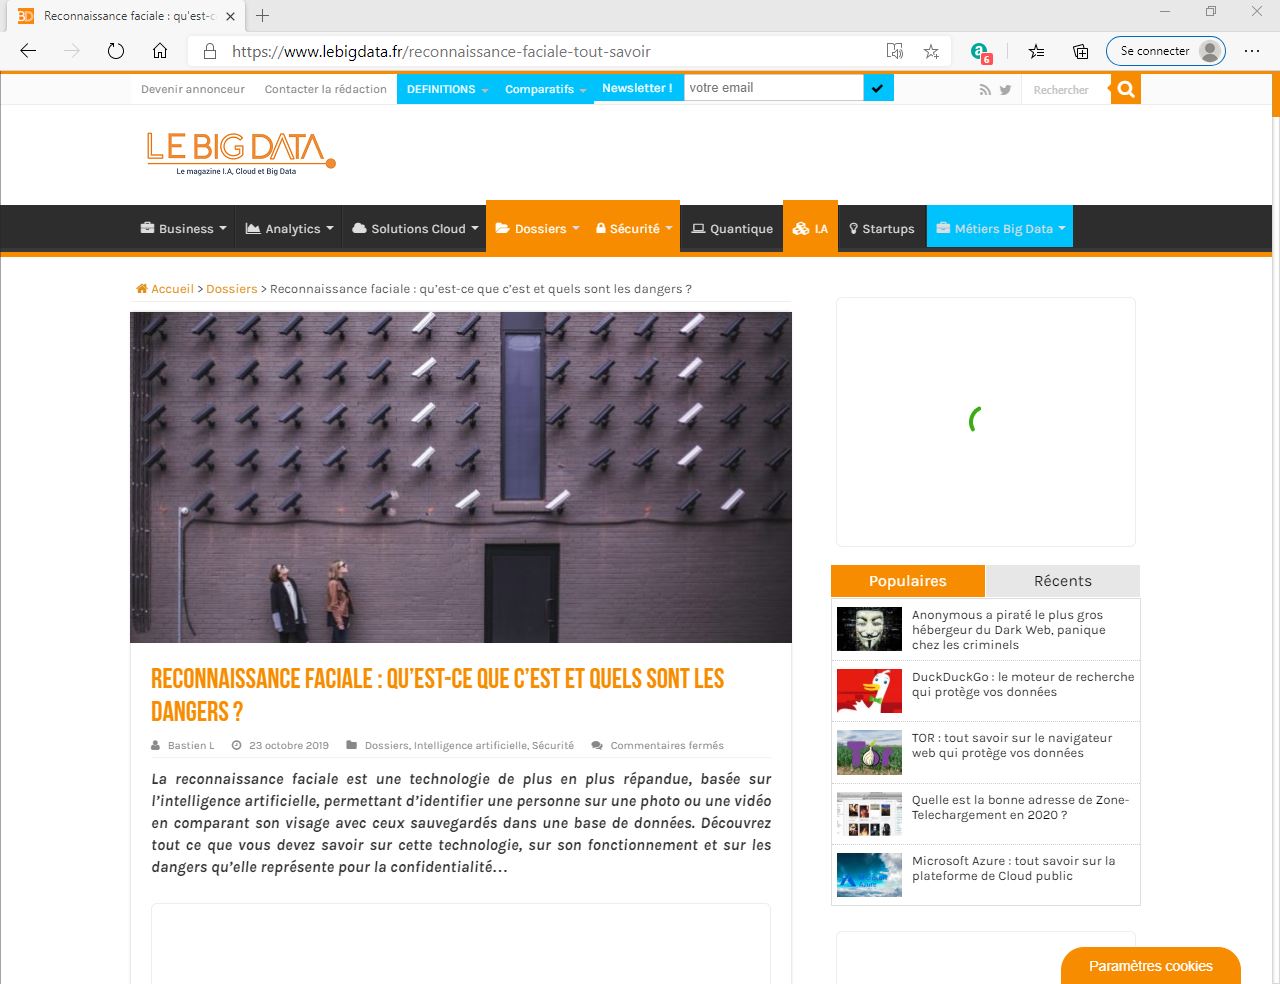 Reconnaissance faciale : qu'est-c
https://www.lebigdata.fr/reconnaissance-faciale-tout-savoir
6
Se connecter
Devenir annonceur
Contacter la rédaction
DEFINITIONS
Comparatifs
Newsletter !
votre email
Rechercher
LE BIG DATA.
Le magazine I.A, Cloud et Big Data
Business
Analytics
Solutions Cloud
Dossiers
Sécurité
Quantique
I.A
Startups
Métiers Big Data
Accueil > Dossiers > Reconnaissance faciale : qu’est-ce que c’est et quels sont les dangers ?
RECONNAISSANCE FACIALE : QU’EST-CE QUE C’EST ET QUELS SONT LES
DANGERS ?
Bastien L
23 octobre 2019
Dossiers, Intelligence artificielle, Sécurité
Commentaires fermés
La reconnaissance faciale est une technologie de plus en plus répandue, basée sur
l’intelligence artificielle, permettant d’identifier une personne sur une photo ou une vidéo
en comparant son visage avec ceux sauvegardés dans une base de données. Découvrez
tout ce que vous devez savoir sur cette technologie, sur son fonctionnement et sur les
dangers qu’elle représente pour la confidentialité…
Populaires
Récents
Anonymous a piraté le plus gros
hébergeur du Dark Web, panique
chez les criminels
DuckDuckGo : le moteur de recherche
qui protège vos données
Tor
TOR : tout savoir sur le navigateur
web qui protège vos données
Quelle est la bonne adresse de Zone-
Telechargement en 2020 ?
Microsoft Azure : tout savoir sur la
plateforme de Cloud public
Paramètres cookies